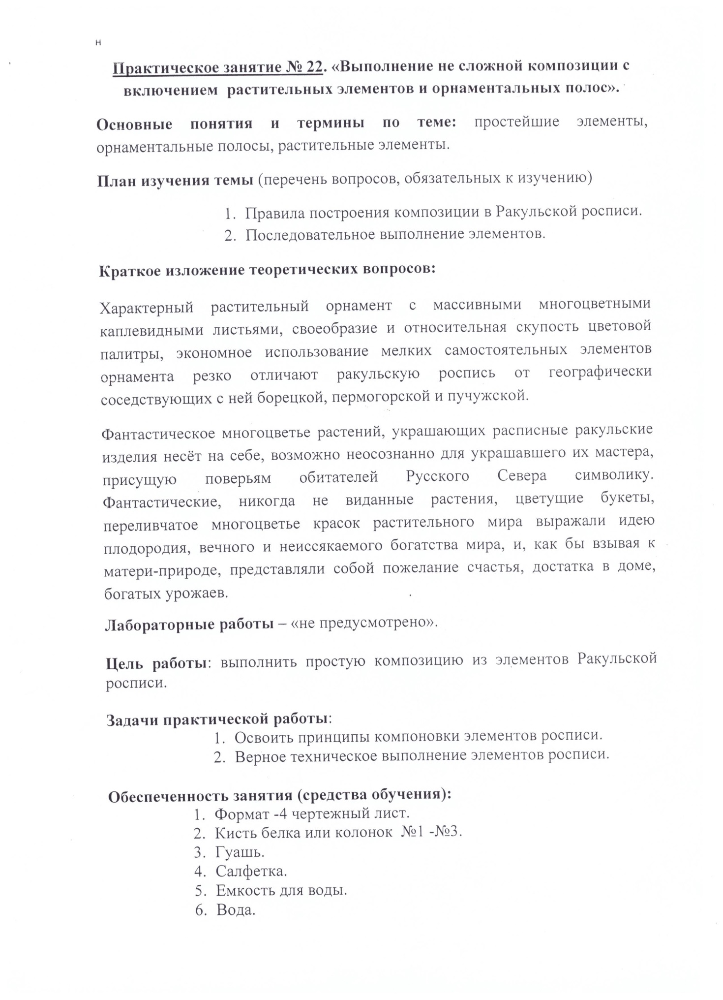 н
Практическое занятие № 22. «Выполнение не сложной композиции с
включением растительных элементов и орнаментальных полос».
Основные понятия и термины по теме: простейшие элементы,
орнаментальные полосы, растительные элементы.
План изучения темы (перечень вопросов, обязательных к изучению)
1. Правила построения композиции в Ракульской росписи.
2. Последовательное выполнение элементов.
Краткое изложение теоретических вопросов:
Характерный растительный орнамент с массивными многоцветными
каплевидными листьями, своеобразие и относительная скупость цветовой
палитры, экономное использование мелких самостоятельных элементов
орнамента резко отличают ракульскую роспись от географически
соседствующих с ней борецкой, пермогорской и пучужской.
Фантастическое многоцветье растений, украшающих расписные ракульские
изделия несёт на себе, возможно неосознанно для украшавшего их мастера,
присущую поверьям обитателей Русского Севера символику.
Фантастические, никогда не виданные растения, цветущие букеты,
переливчатое многоцветье красок растительного мира выражали идею
плодородия, вечного и неиссякаемого богатства мира, и, как бы взывая к
матери-природе, представляли собой пожелание счастья, достатка в доме,
богатых урожаев.
Лабораторные работы – «не предусмотрено».
Цель работы: выполнить простую композицию из элементов Ракульской
росписи.
Задачи практической работы:
1. Освоить принципы компоновки элементов росписи.
2. Верное техническое выполнение элементов росписи.
Обеспеченность занятия (средства обучения):
1. Формат -4 чертежный лист.
2. Кисть белка или колонок №1 -№3.
3. Гуашь.
4. Салфетка.
5. Емкость для воды.
6. Вода.